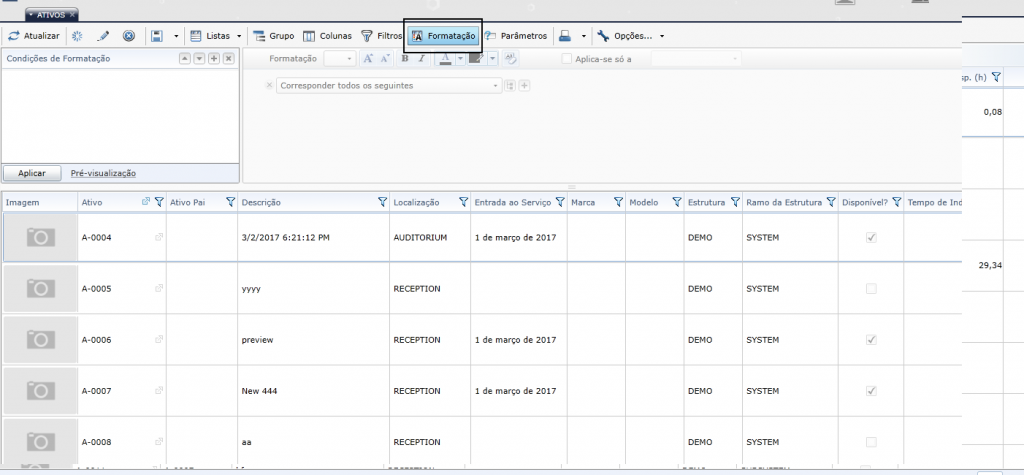 ATIVOS
Atualizar Listas Grupo Colunas Filtros Formatação Parâmetros Opções...
Condições de Formatação
Formatação A A B I A Aplica-se só a
Corresponder todos os seguintes
Aplicar Pré-visualização
sp. (h)
0,08
29,34
Imagem Ativo Ativo Pai Descrição Localização Entrada ao Serviço Marca Modelo Estrutura Ramo da Estrutura Disponível? Tempo de Ind
A-0004 3/2/2017 6:21:12 PM AUDITORIUM 1 de março de 2017 DEMO SYSTEM
A-0005 yyyy RECEPTION DEMO SYSTEM
A-0006 preview RECEPTION 1 de março de 2017 DEMO SYSTEM
A-0007 New 444 RECEPTION 1 de março de 2017 DEMO SYSTEM
A-0008 aa RECEPTION DEMO SYSTEM